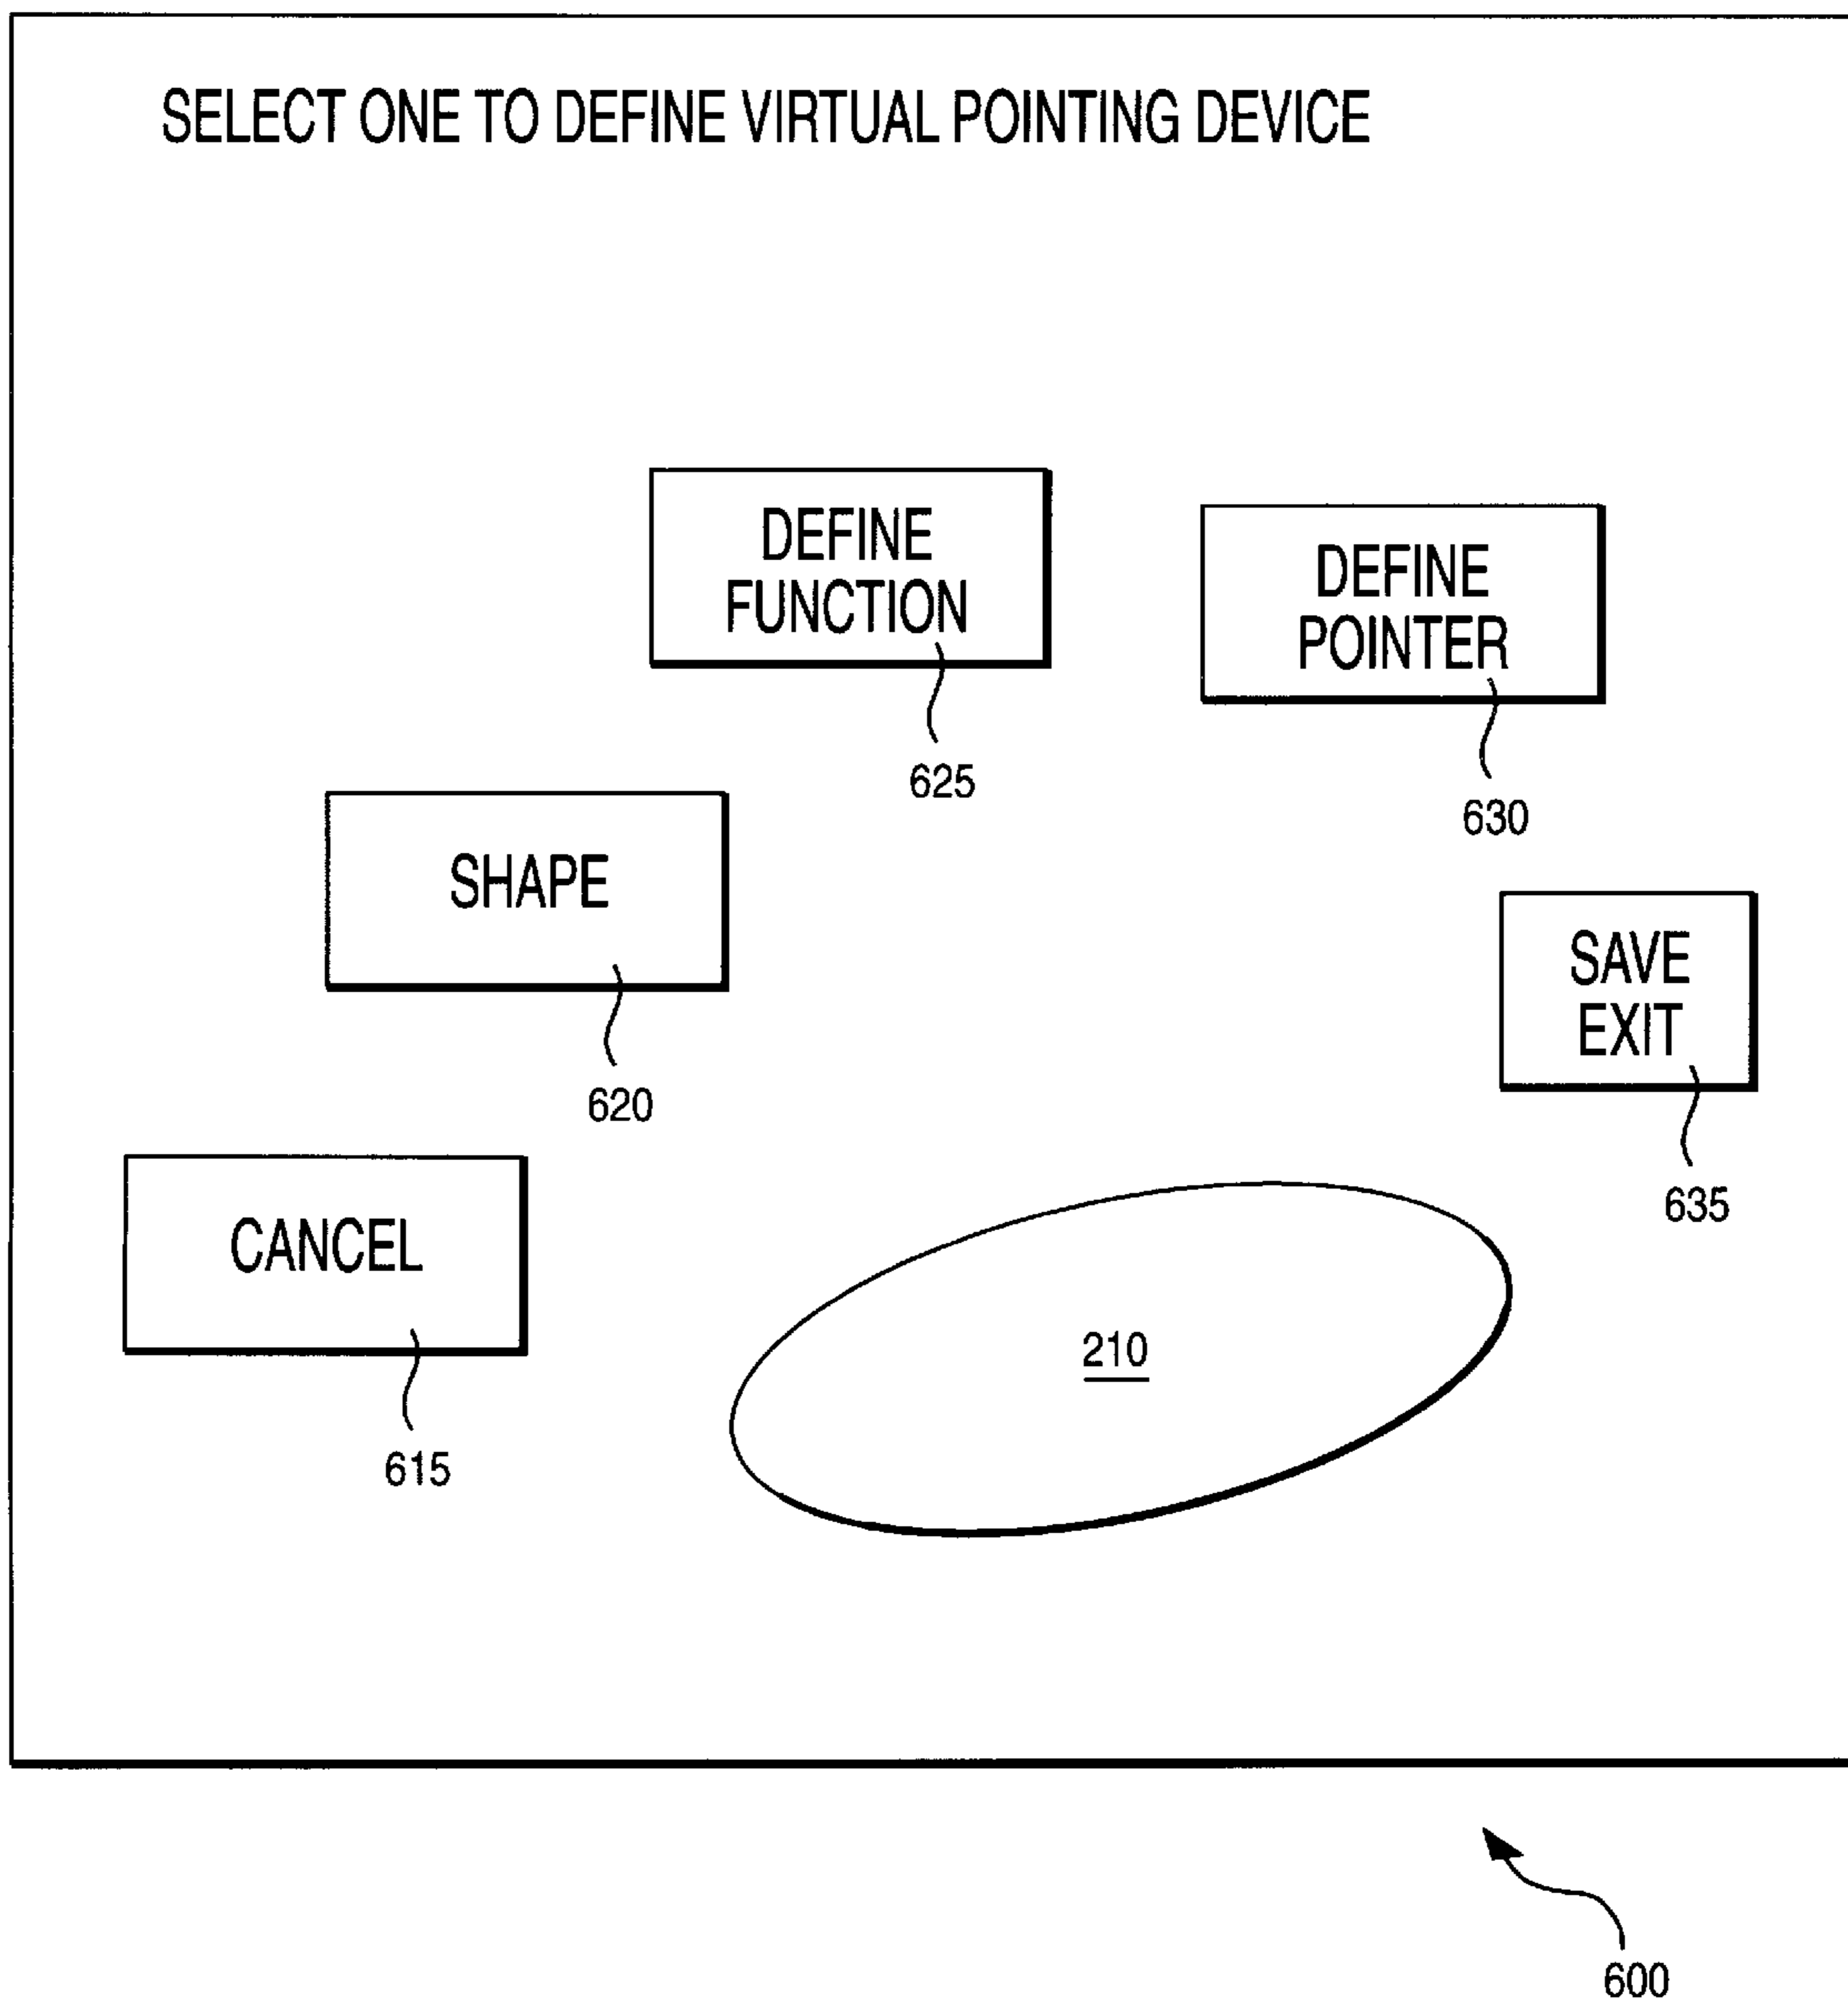 SELECT ONE TO DEFINE VIRTUAL POINTING DEVICE
DEFINE
FUNCTION
625
DEFINE
POINTER
630
SHAPE
620
SAVE
EXIT
635
CANCEL
615
210
600